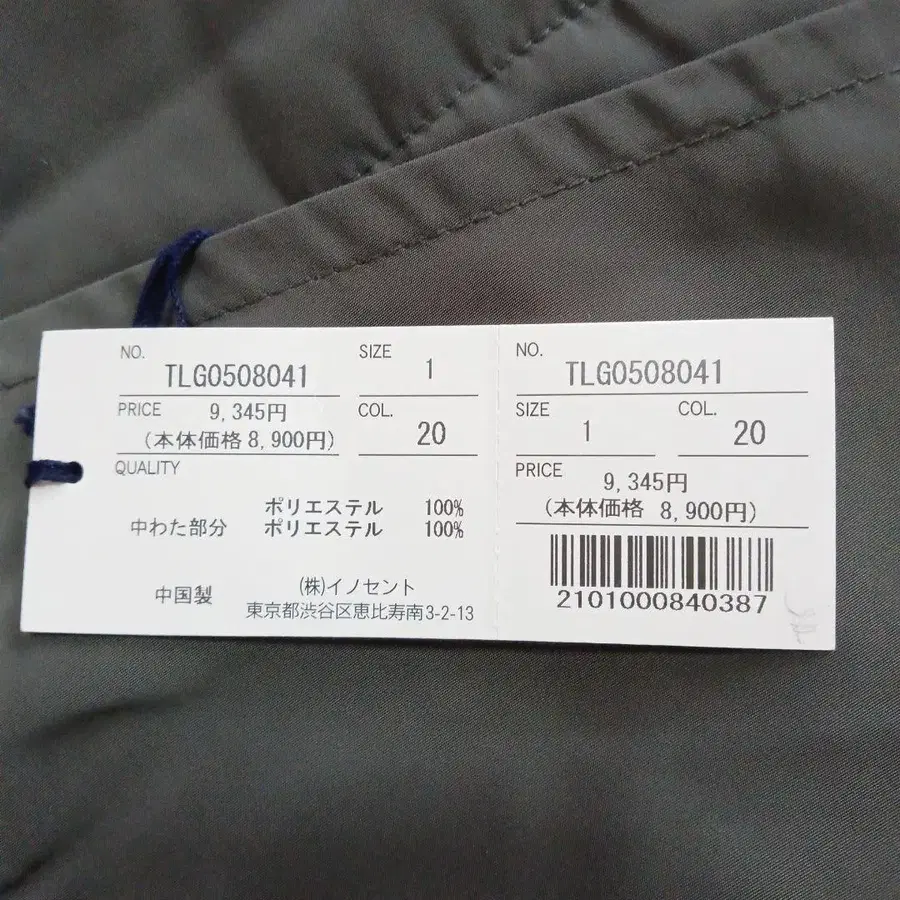 NO.
TLG0508041
SIZE
1
PRICE 9,345円
(本体価格 8,900円)
COL.
20
QUALITY
ポリエステル 100%
中わた部分 ポリエステル 100%
中国製
(株)イノセント
東京都渋谷区恵比寿南3-2-13
NO.
TLG0508041
SIZE
1
COL.
20
PRICE
9,345円
(本体価格 8,900円)
2101000840387